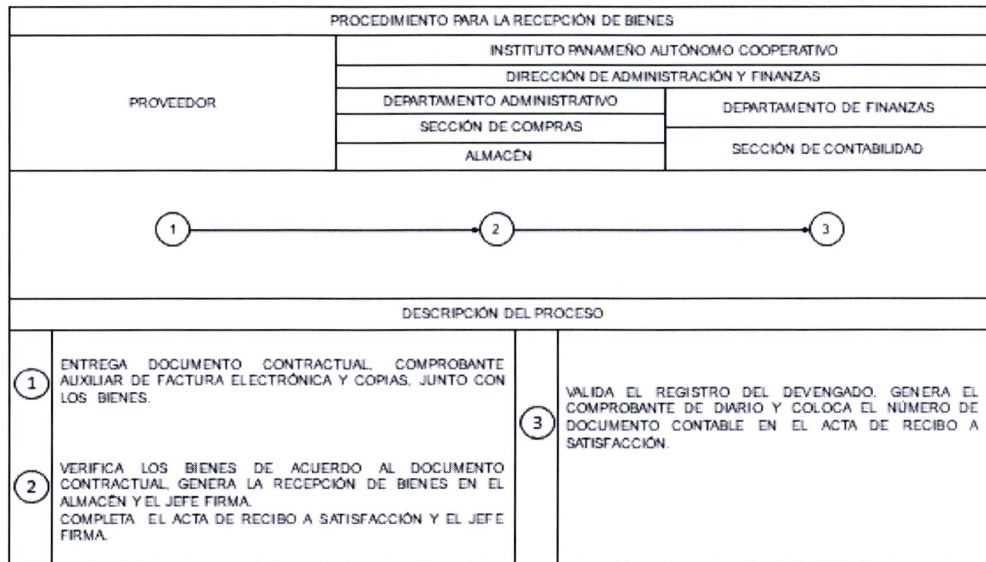 PROCEDIMIENTO PARA LA RECEPCIÓN DE BIENES
PROVEEDOR
INSTITUTO PANAMEÑO AUTÓNOMO COOPERATIVO
DIRECCIÓN DE ADMINISTRACIÓN Y FINANZAS
DEPARTAMENTO ADMINISTRATIVO
SECCIÓN DE COMPRAS
ALMACÉN
DEPARTAMENTO DE FINANZAS
SECCIÓN DE CONTABILIDAD
1
2
3
DESCRIPCIÓN DEL PROCESO
1
ENTREGA DOCUMENTO CONTRACTUAL, COMPROBANTE
AUXILIAR DE FACTURA ELECTRÓNICA Y COPIAS, JUNTO CON
LOS BIENES.
2
VERIFICA LOS BIENES DE ACUERDO AL DOCUMENTO
CONTRACTUAL, GENERA LA RECEPCIÓN DE BIENES EN EL
ALMACÉN Y EL JEFE FIRMA.
COMPLETA EL ACTA DE RECIBO A SATISFACCIÓN Y EL JEFE
FIRMA.
3
VALIDA EL REGISTRO DEL DEVENGADO, GENERA EL
COMPROBANTE DE DIARIO Y COLOCA EL NÚMERO DE
DOCUMENTO CONTABLE EN EL ACTA DE RECIBO A
SATISFACCIÓN.